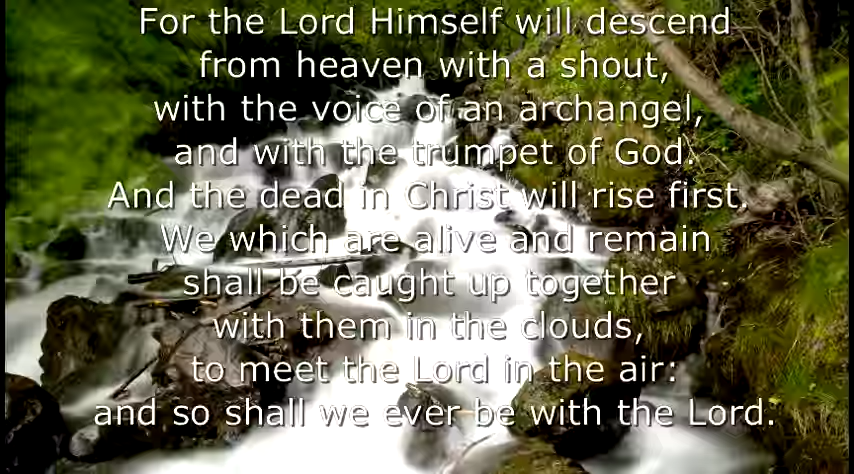 For the Lord Himself will descend
from heaven with a shout,
with the voice of an archangel,
and with the trumpet of God.
And the dead in Christ will rise first.
We which are alive and remain
shall be caught up together
with them in the clouds,
to meet the Lord in the air:
and so shall we ever be with the Lord.